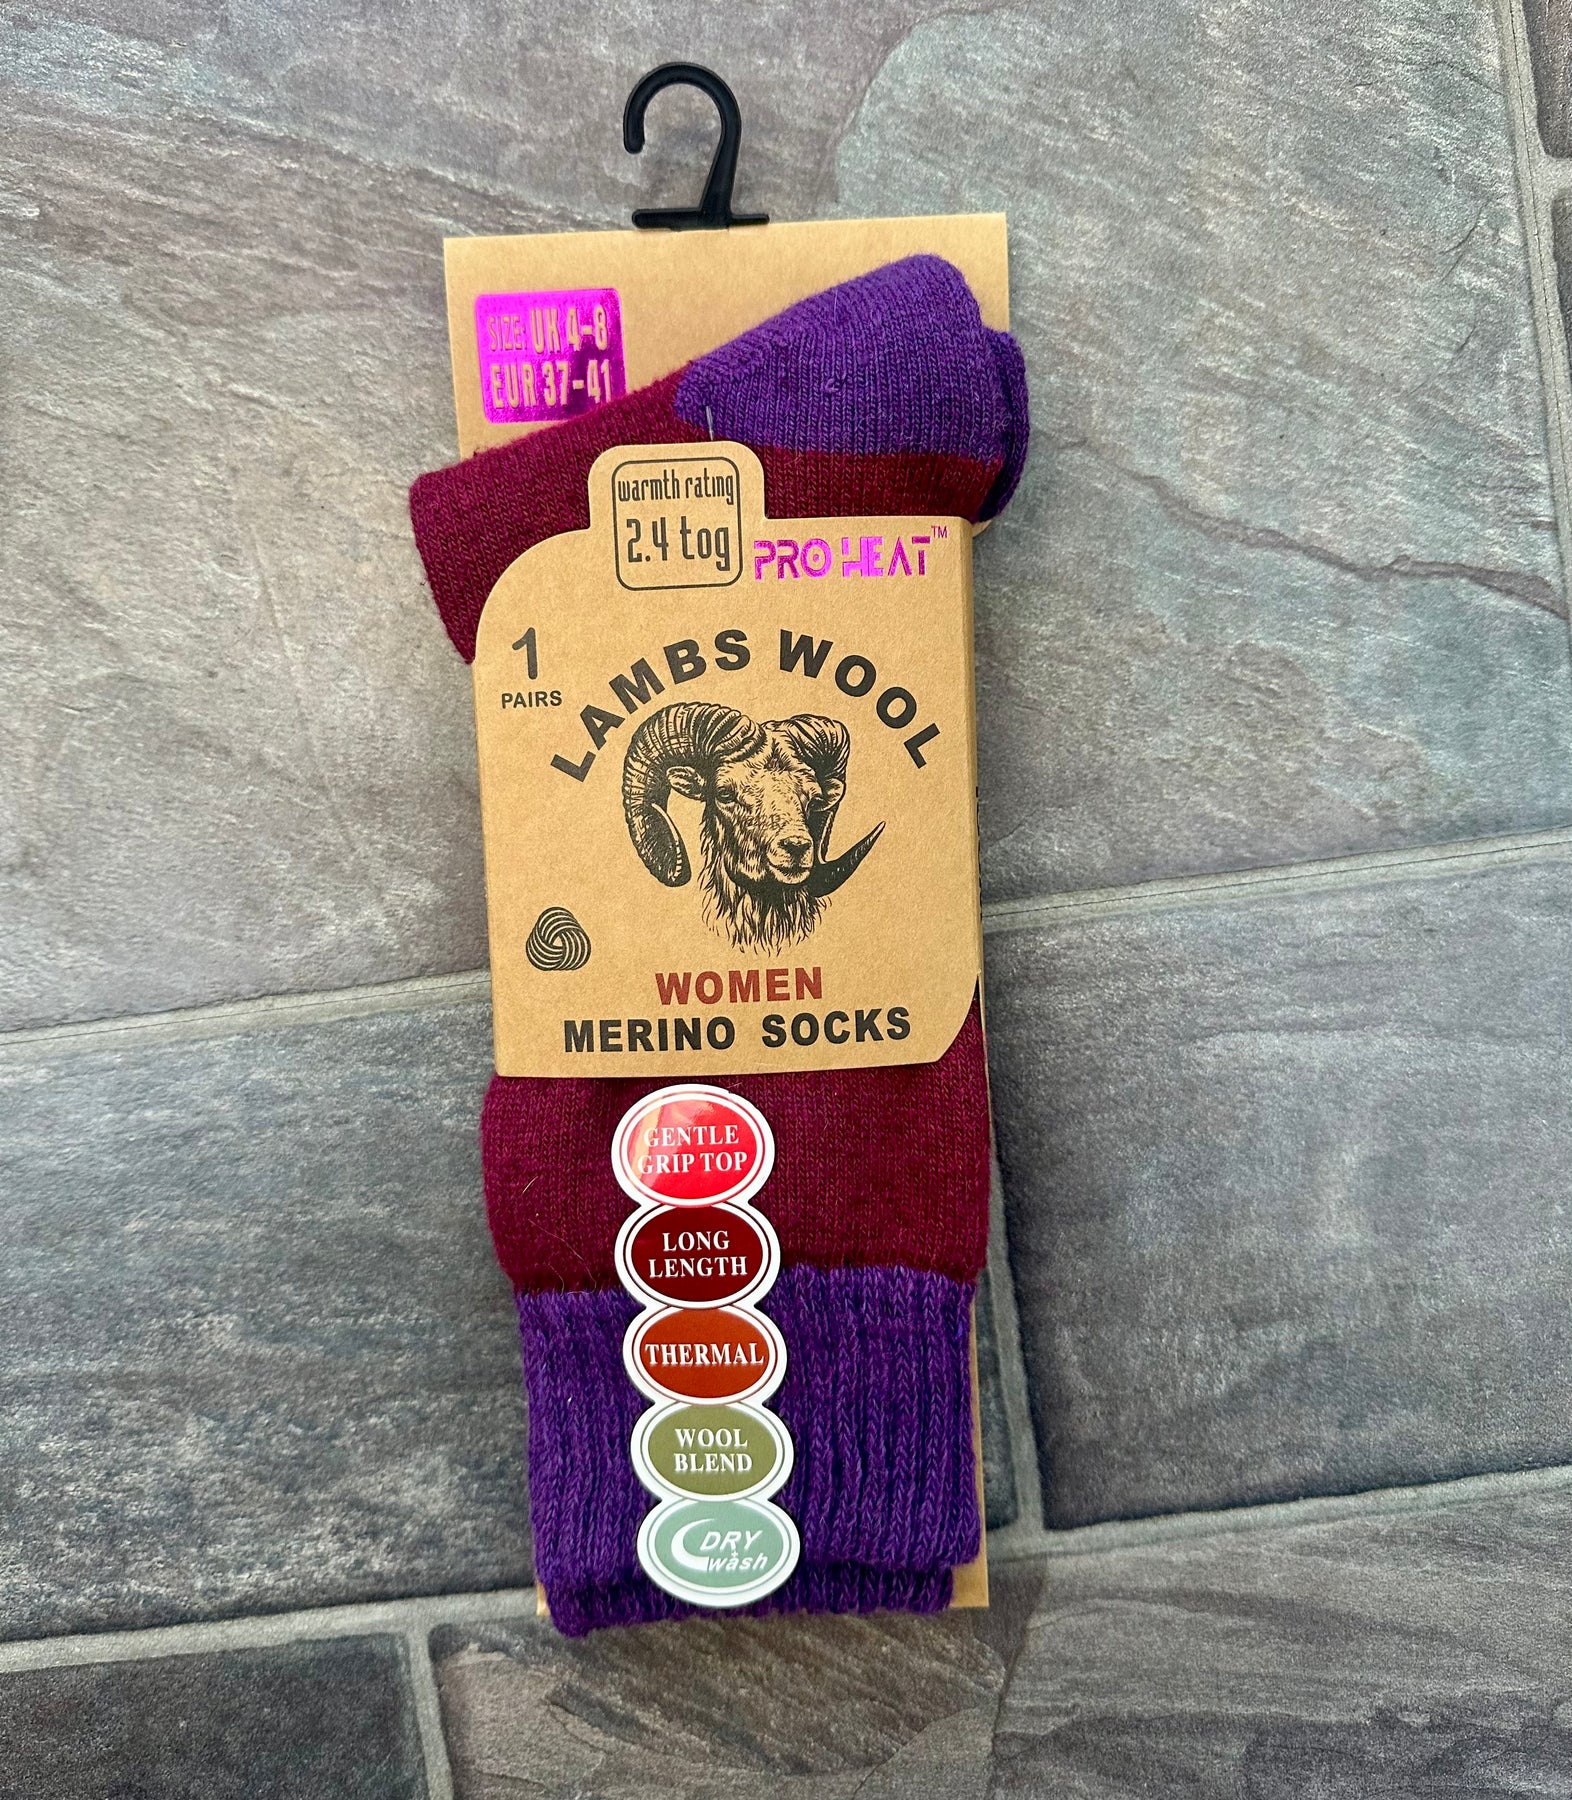 SIZE: UK 4-8
EUR 37-41
warmth rating
2.4 tog
PRO HEAT™
1
PAIRS
LAMBS WOOL
WOMEN
MERINO SOCKS
GENTLE
GRIP TOP
LONG
LENGTH
THERMAL
WOOL
BLEND
DRY
+
wash